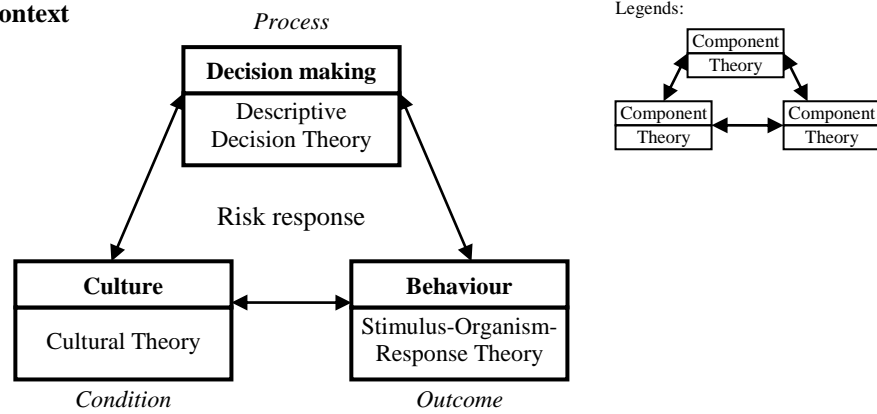 ontext
Process
Decision making
Descriptive
Decision Theory
Risk response
Culture
Cultural Theory
Condition
Behaviour
Stimulus-Organism-
Response Theory
Outcome
Legends:
Component
Theory
Component
Theory
Component
Theory